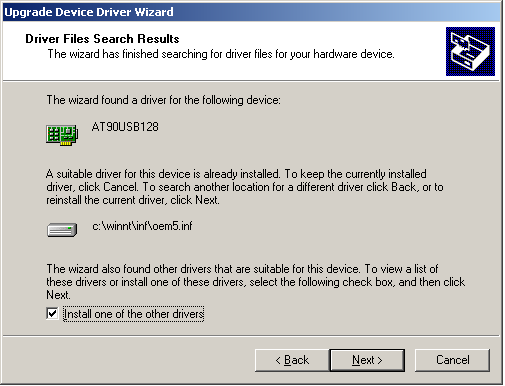 Upgrade Device Driver Wizard
Driver Files Search Results
The wizard has finished searching for driver files for your hardware device.
The wizard found a driver for the following device:
AT90USB128
A suitable driver for this device is already installed. To keep the currently installed
driver, click Cancel. To search another location for a different driver click Back, or to
reinstall the current driver, click Next.
c:\winnt\inf\oem5.inf
The wizard also found other drivers that are suitable for this device. To view a list of
these drivers or install one of these drivers, select the following check box, and then click
Next.
Install one of the other drivers
< Back
Next >
Cancel